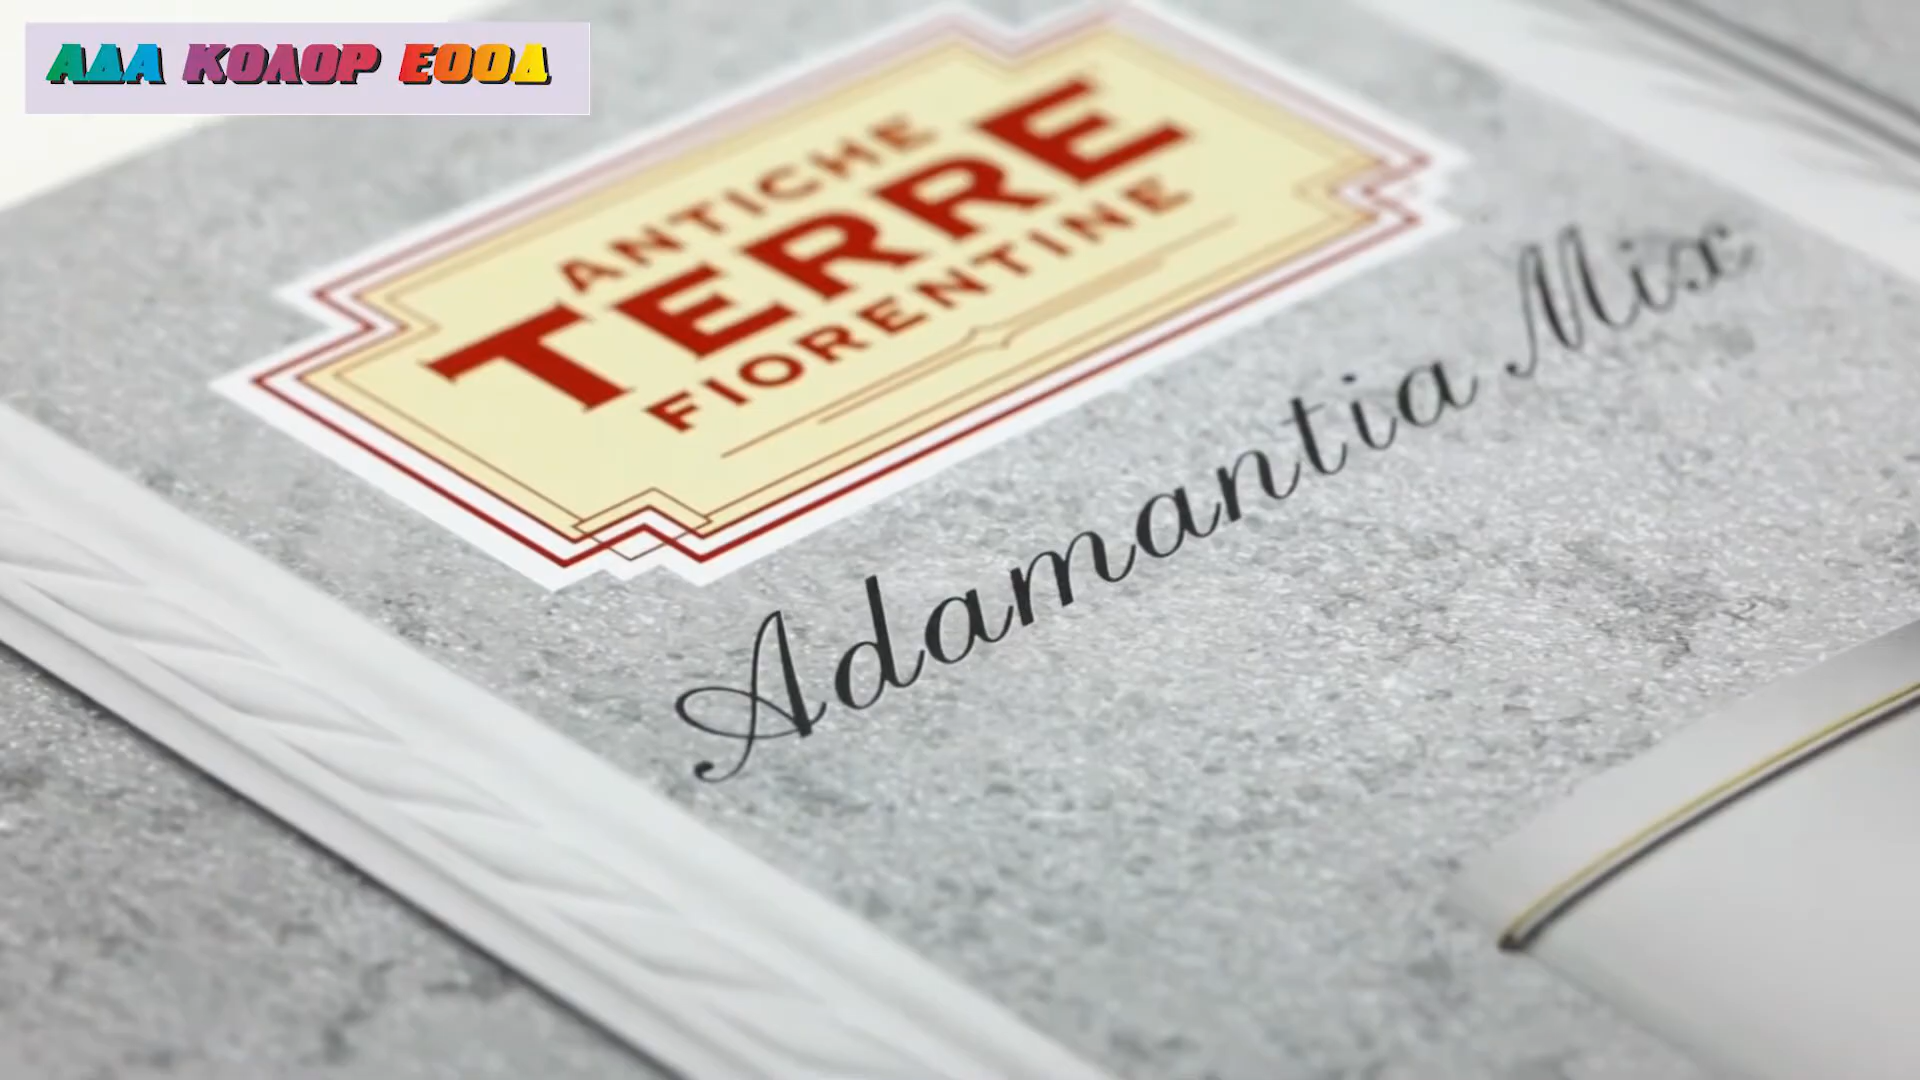 АДА КОЛОР ЕООД
ANTICHE
TERRE
FIORENTINE
Adamantia Mix